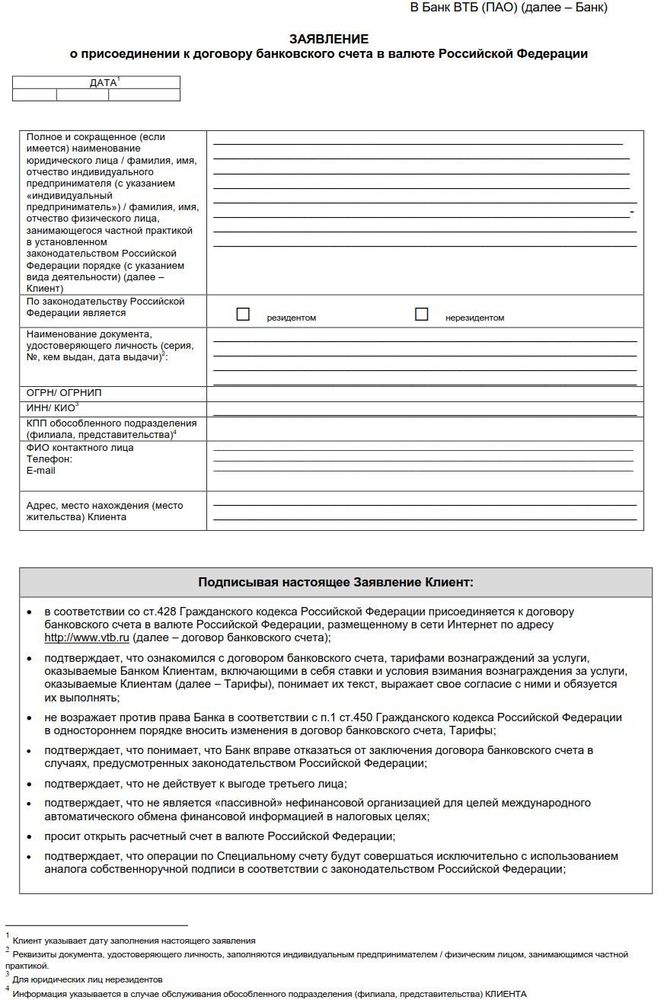 В Банк ВТБ (ПАО) (далее – Банк)
ЗАЯВЛЕНИЕ
о присоединении к договору банковского счета в валюте Российской Федерации
ДАТА1
Полное и сокращенное (если
имеется) наименование
юридического лица / фамилия, имя,
отчество индивидуального
предпринимателя (с указанием
«индивидуальный
предприниматель») / фамилия, имя,
отчество физического лица,
занимающегося частной практикой
в установленном
законодательством Российской
Федерации порядке (с указанием
вида деятельности) (далее –
Клиент)
По законодательству Российской
Федерации является
☐ резидентом ☐ нерезидентом
Наименование документа,
удостоверяющего личность (серия,
№, кем выдан, дата выдачи)2:
ОГРН/ ОГРНИП
ИНН/ КИО3
КПП обособленного подразделения
(филиала, представительства)4
ФИО контактного лица
Телефон:
E-mail
Адрес, место нахождения (место
жительства) Клиента
Подписывая настоящее Заявление Клиент:
• в соответствии со ст.428 Гражданского кодекса Российской Федерации присоединяется к договору
банковского счета в валюте Российской Федерации, размещенному в сети Интернет по адресу
http://www.vtb.ru (далее – договор банковского счета);
• подтверждает, что ознакомился с договором банковского счета, тарифами вознаграждений за услуги,
оказываемые Банком Клиентам, включающими в себя ставки и условия взимания вознаграждения за услуги,
оказываемые Клиентам (далее – Тарифы), понимает их текст, выражает свое согласие с ними и обязуется
их выполнять;
• не возражает против права Банка в соответствии с п.1 ст.450 Гражданского кодекса Российской Федерации
в одностороннем порядке вносить изменения в договор банковского счета, Тарифы;
• подтверждает, что понимает, что Банк вправе отказаться от заключения договора банковского счета в
случаях, предусмотренных законодательством Российской Федерации;
• подтверждает, что не действует к выгоде третьего лица;
• подтверждает, что не является «пассивной» нефинансовой организацией для целей международного
автоматического обмена финансовой информацией в налоговых целях;
• просит открыть расчетный счет в валюте Российской Федерации;
• подтверждает, что операции по Специальному счету будут совершаться исключительно с использованием
аналога собственноручной подписи в соответствии с законодательством Российской Федерации;
1 Клиент указывает дату заполнения настоящего заявления
2 Реквизиты документа, удостоверяющего личность, заполняются индивидуальным предпринимателем / физическим лицом, занимающимся частной
практикой.
3 Для юридических лиц нерезидентов
4 Информация указывается в случае обслуживания обособленного подразделения (филиала, представительства) КЛИЕНТА